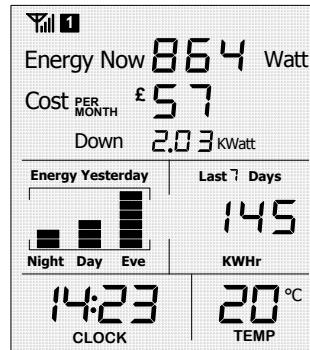 1
Energy Now 864 Watt
Cost PER MONTH £57
Down 2.03 KWatt
Energy Yesterday
Night Day Eve
Last 7 Days
145
KWHr
14:23
CLOCK
20 °C
TEMP